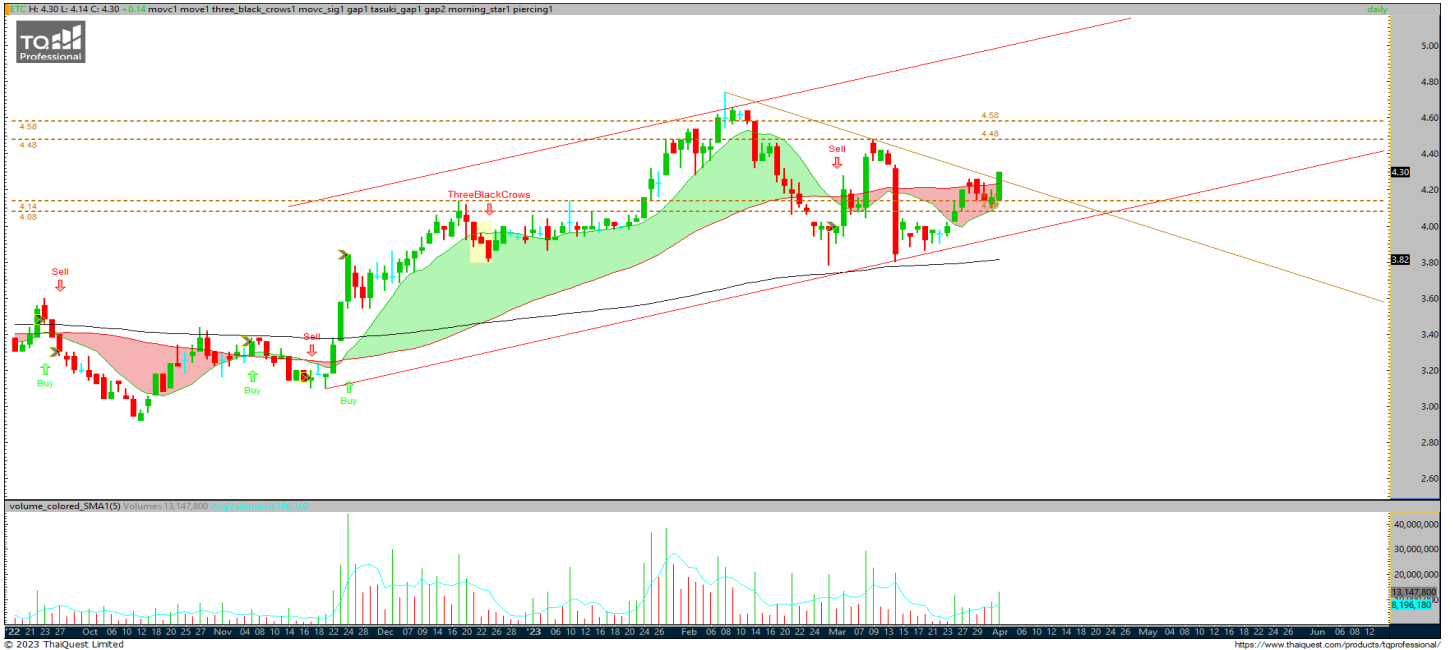 ETC H: 4.30 L: 4.14 C: 4.30 +0.14 movc1 move1 three_black_crows1 movc_sig1 gap1 tasuki_gap1 gap2 morning_star1 piercing1 daily
TQ
Professional
5.00
4.80
4.60
4.58 4.58
4.48 4.48
4.40
Sell
4.30
ThreeBlackCrows
4.20
4.14
4.08
4.00
3.82
3.80
Sell
3.60
Sell
3.40
3.20
Buy Buy Buy
3.00
2.80
2.60
volume_colored_SMA1(5) Volume=13,147,800
40,000,000
30,000,000
20,000,000
13,147,800
8,196,180
'22 21 23 27 Oct 06 10 12 18 20 25 27 Nov 04 08 10 14 16 18 22 24 28 Dec 07 09 14 16 20 22 26 28 '23 06 10 12 16 18 20 24 26 Feb 06 08 10 14 16 20 22 24 28 Mar 07 09 13 15 17 21 23 27 29 Apr 06 10 12 14 18 20 24 26 May 04 08 10 12 16 18 22 24 26 Jun 06 08 12
© 2023 ThaiQuest Limited https://www.thaiquest.com/products/tqprofessional/